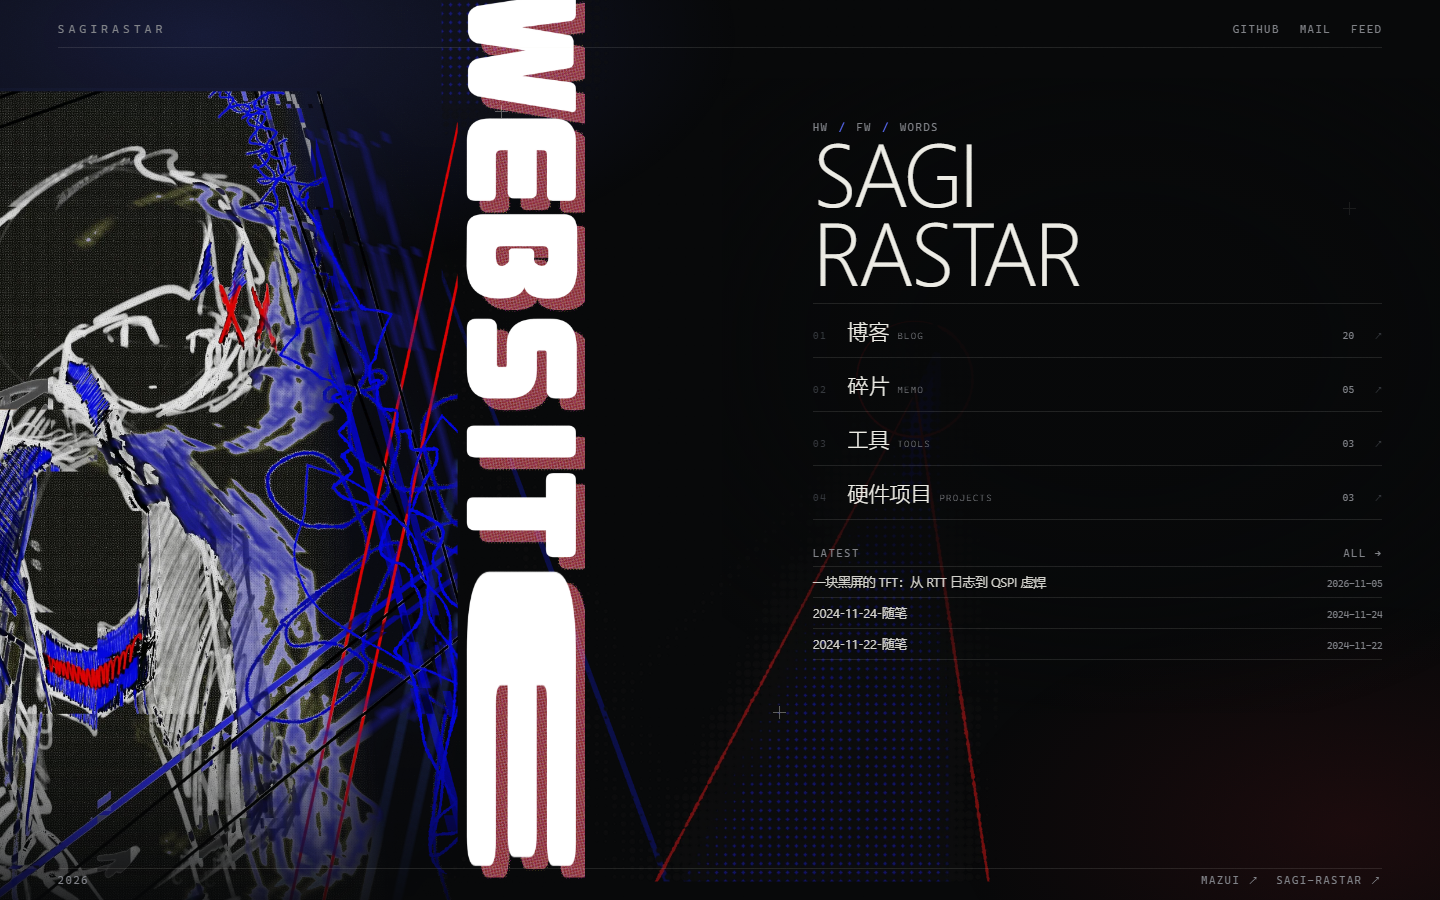 SAGIRASTAR
GITHUB MAIL FEED
WEBSITE
HW / FW / WORDS
SAGI
RASTAR
01 博客 BLOG 20 ↗
02 碎片 MEMO 05 ↗
03 工具 TOOLS 03 ↗
04 硬件项目 PROJECTS 03 ↗
LATEST ALL →
一块黑屏的 TFT：从 RTT 日志到 QSPI 虚焊 2026-11-05
2024-11-24-随笔 2024-11-24
2024-11-22-随笔 2024-11-22
2026
MAZUI ↗ SAGI-RASTAR ↗